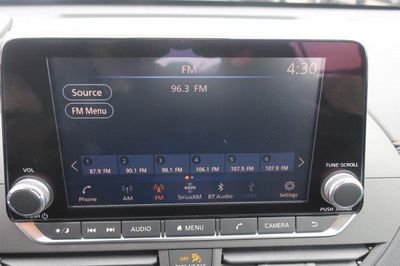 FM 4:30
Source
96.3 FM
FM Menu
1 2 3 4 5 6
87.9 FM 90.1 FM 98.1 FM 106.1 FM 107.9 FM 107.9 FM
VOL TUNE·SCROLL
Phone AM FM SiriusXM BT Audio USB Settings
PUSH PUSH SOUND
AUDIO MENU CAMERA
OFF